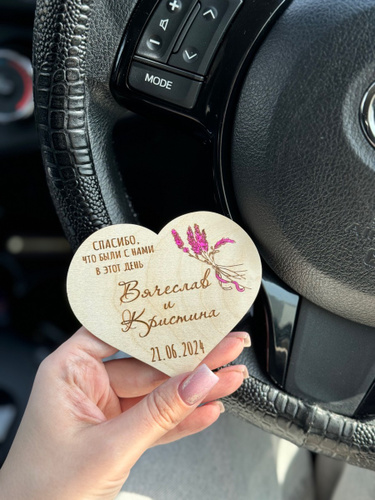 +
−
MODE
СПАСИБО,
ЧТО БЫЛИ С НАМИ
В ЭТОТ ДЕНЬ
Вячеслав
и
Кристина
21.06.2024